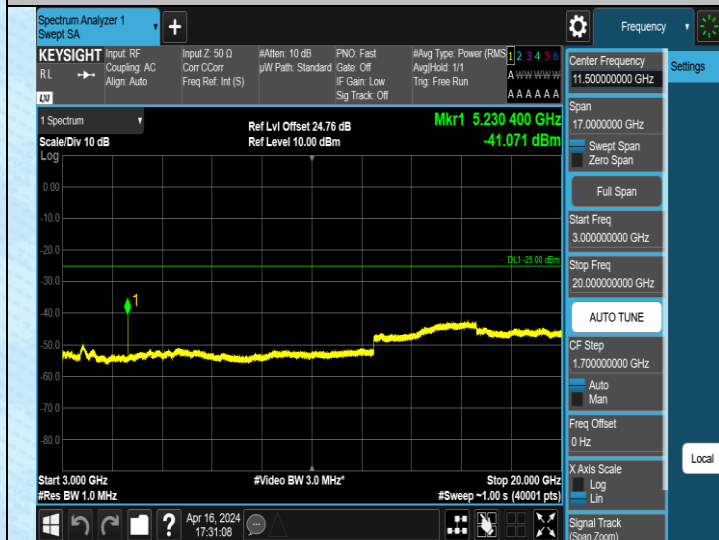 Spectrum Analyzer 1
Swept SA
+
Frequency
KEYSIGHT
RL
LXI
Input: RF
Coupling: AC
Align: Auto
Input Z: 50 Ω
Corr CCorr
Freq Ref: Int (S)
#Atten: 10 dB
µW Path: Standard
PNO: Fast
Gate: Off
IF Gain: Low
Sig Track: Off
#Avg Type: Power (RMS
Avg|Hold: 1/1
Trig: Free Run
1 2 3 4 5 6
A W W W W W
A A A A A A
1 Spectrum
Scale/Div 10 dB
Log
Ref Lvl Offset 24.76 dB
Ref Level 10.00 dBm
Mkr1 5.230 400 GHz
-41.071 dBm
0.00
-10.0
-20.0
-30.0
-40.0
-50.0
-60.0
-70.0
-80.0
DL1 -25.00 dBm
1
Start 3.000 GHz
#Res BW 1.0 MHz
#Video BW 3.0 MHz*
Stop 20.000 GHz
#Sweep ~1.00 s (40001 pts)
?
Apr 16, 2024
17:31:08
Center Frequency
11.500000000 GHz
Span
17.0000000 GHz
Swept Span
Zero Span
Full Span
Start Freq
3.000000000 GHz
Stop Freq
20.000000000 GHz
AUTO TUNE
CF Step
1.700000000 GHz
Auto
Man
Freq Offset
0 Hz
X Axis Scale
Log
Lin
Signal Track
(Span Zoom)
Settings
Local